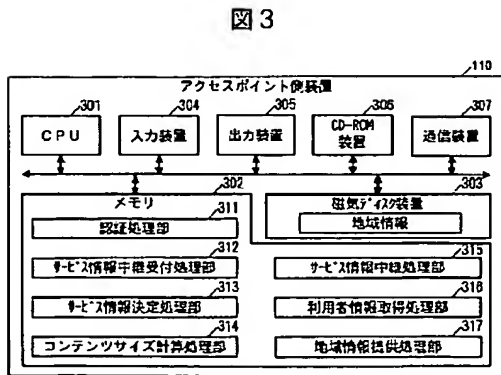 図3
110
アクセスポイント側装置
301 304 305 306 307
CPU 入力装置 出力装置 CD-ROM装置 通信装置
302 303
メモリ 磁気ディスク装置
311 地域情報
認証処理部
312 315
サービス情報中継受付処理部 サービス情報中継処理部
313 316
サービス情報決定処理部 利用者情報取得処理部
314 317
コンテンツサイズ計算処理部 地域情報提供処理部